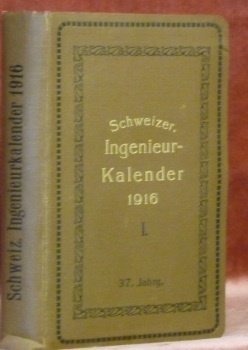 Schweiz. Ingenieurkalender 1916
Schweizer.
Ingenieur-
Kalender
1916
I.
37. Jahrg.